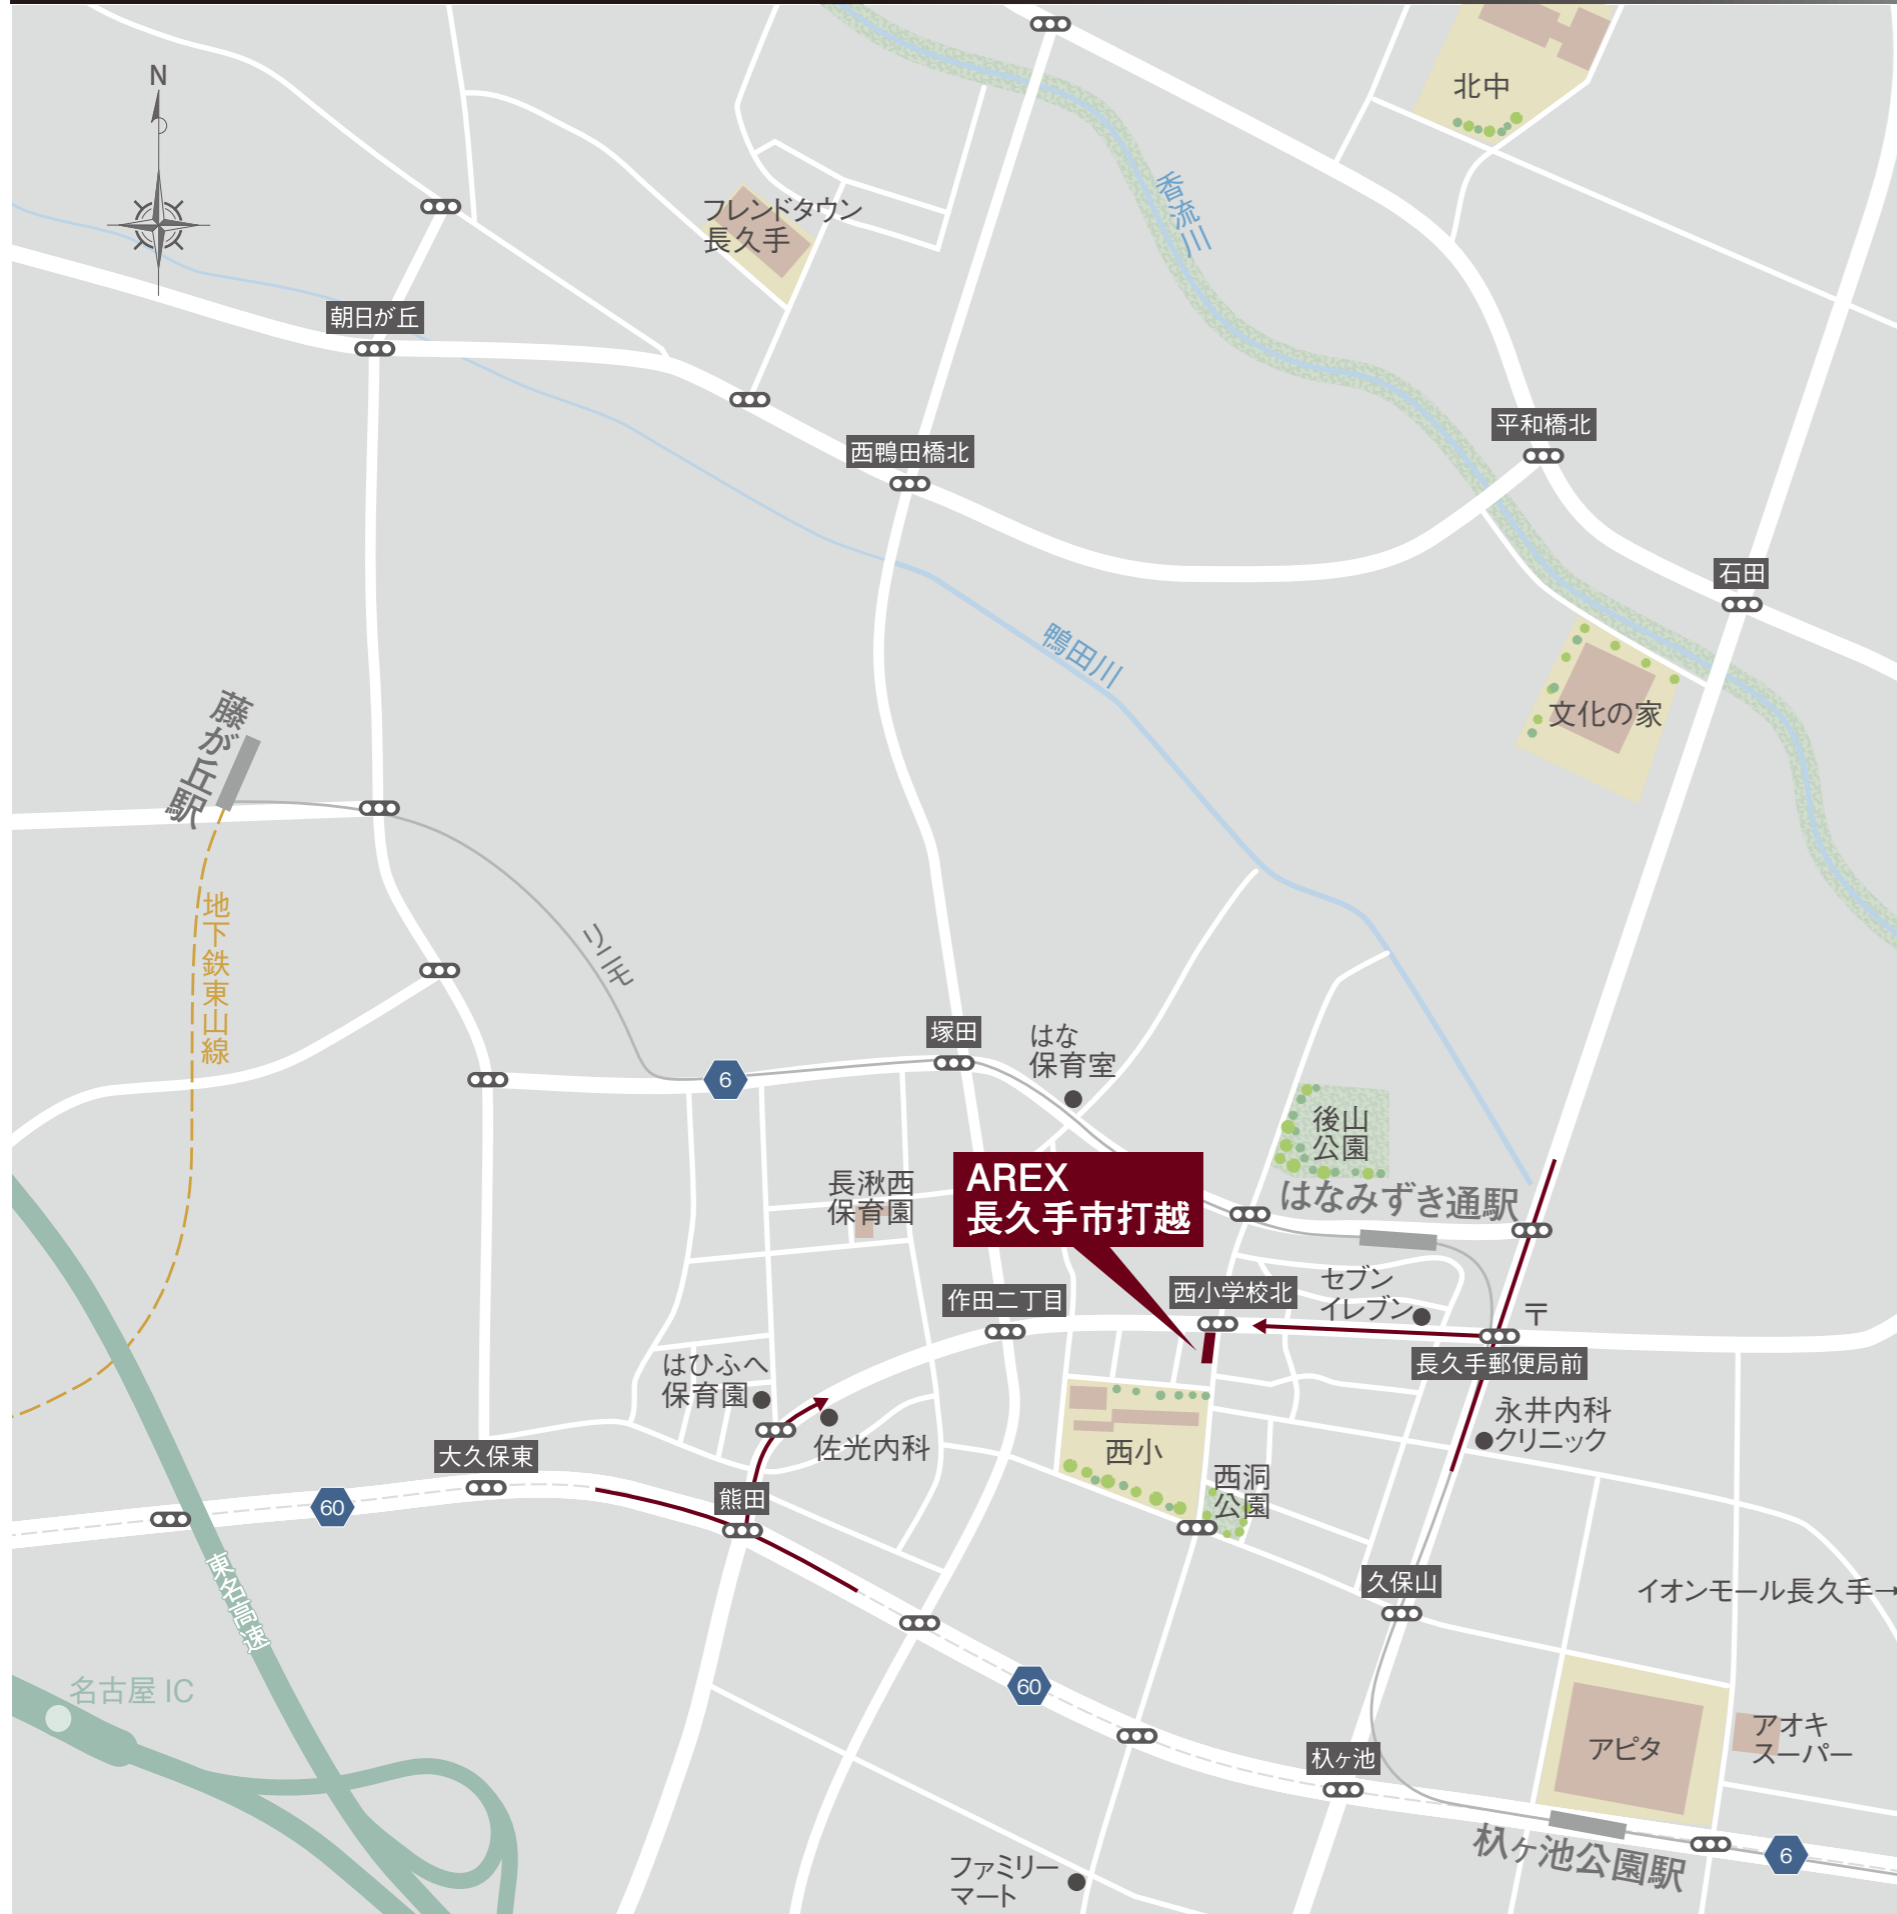 N
北中
香流川
フレンドタウン
長久手
朝日が丘
西鴨田橋北
平和橋北
石田
鴨田川
文化の家
藤が丘駅
地下鉄東山線
リニモ
塚田
はな
保育室
6
後山
公園
長湫西
保育園
AREX
長久手市打越
はなみずき通駅
作田二丁目
西小学校北
セブン
イレブン
〒
長久手郵便局前
はひふへ
保育園
佐光内科
永井内科
クリニック
大久保東
西小
熊田
西洞
公園
60
東名高速
久保山
イオンモール長久手→
名古屋 IC
60
アピタ
アオキ
スーパー
杁ヶ池
杁ヶ池公園駅
6
ファミリー
マート